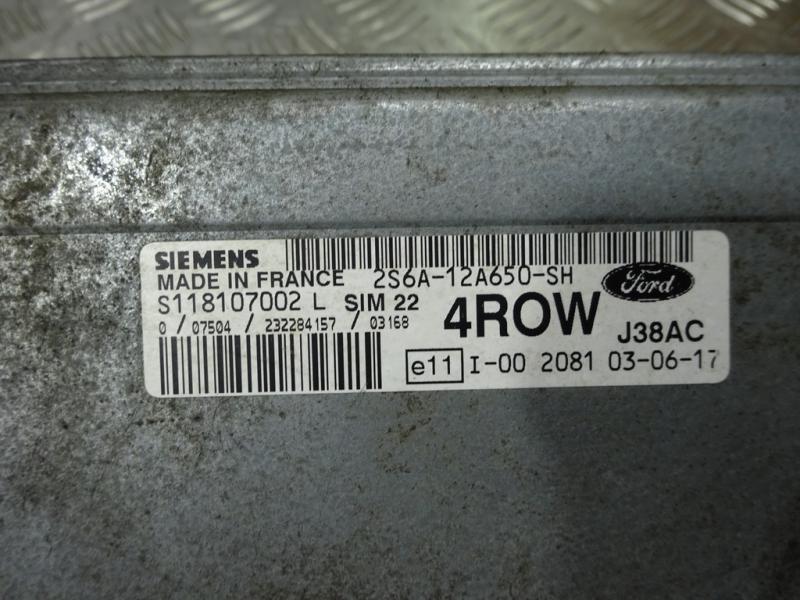 SIEMENS
MADE IN FRANCE 2S6A-12A650-SH
Ford
S118107002 L SIM 22
4ROW
0 / 07504 / 232284157 / 03168
J38AC
e11 I-00 2081 03-06-17